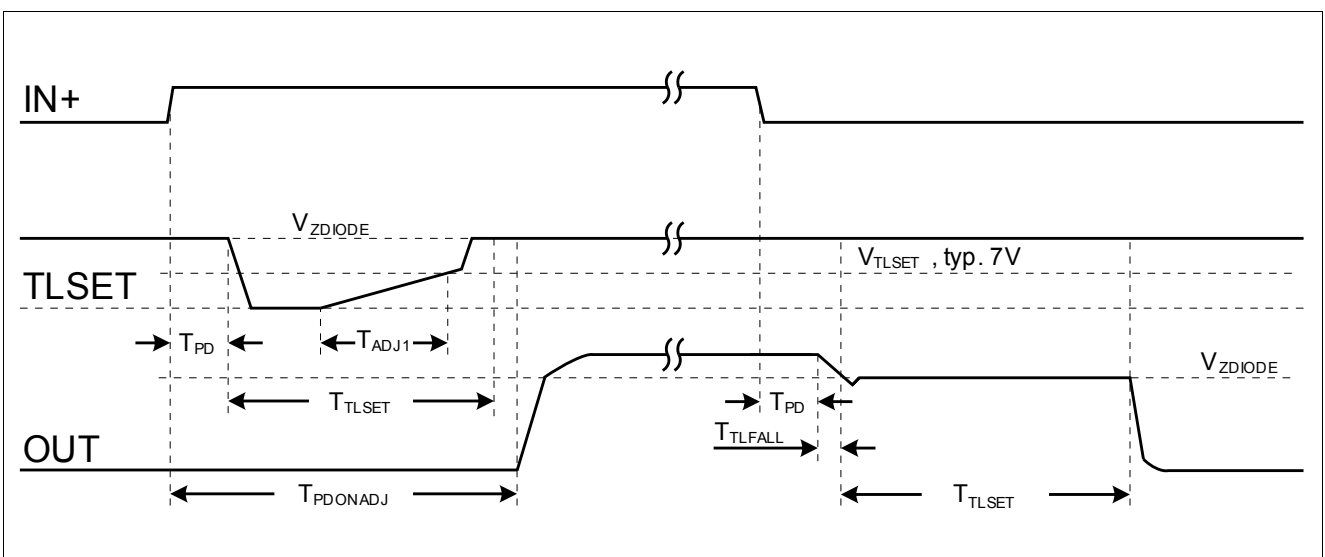 IN+
V_ZDIODE
V_TLSET , typ. 7V
TLSET
T_PD
T_ADJ1
V_ZDIODE
T_TLSET
T_PD
T_TLFALL
OUT
T_PDONADJ
T_TLSET